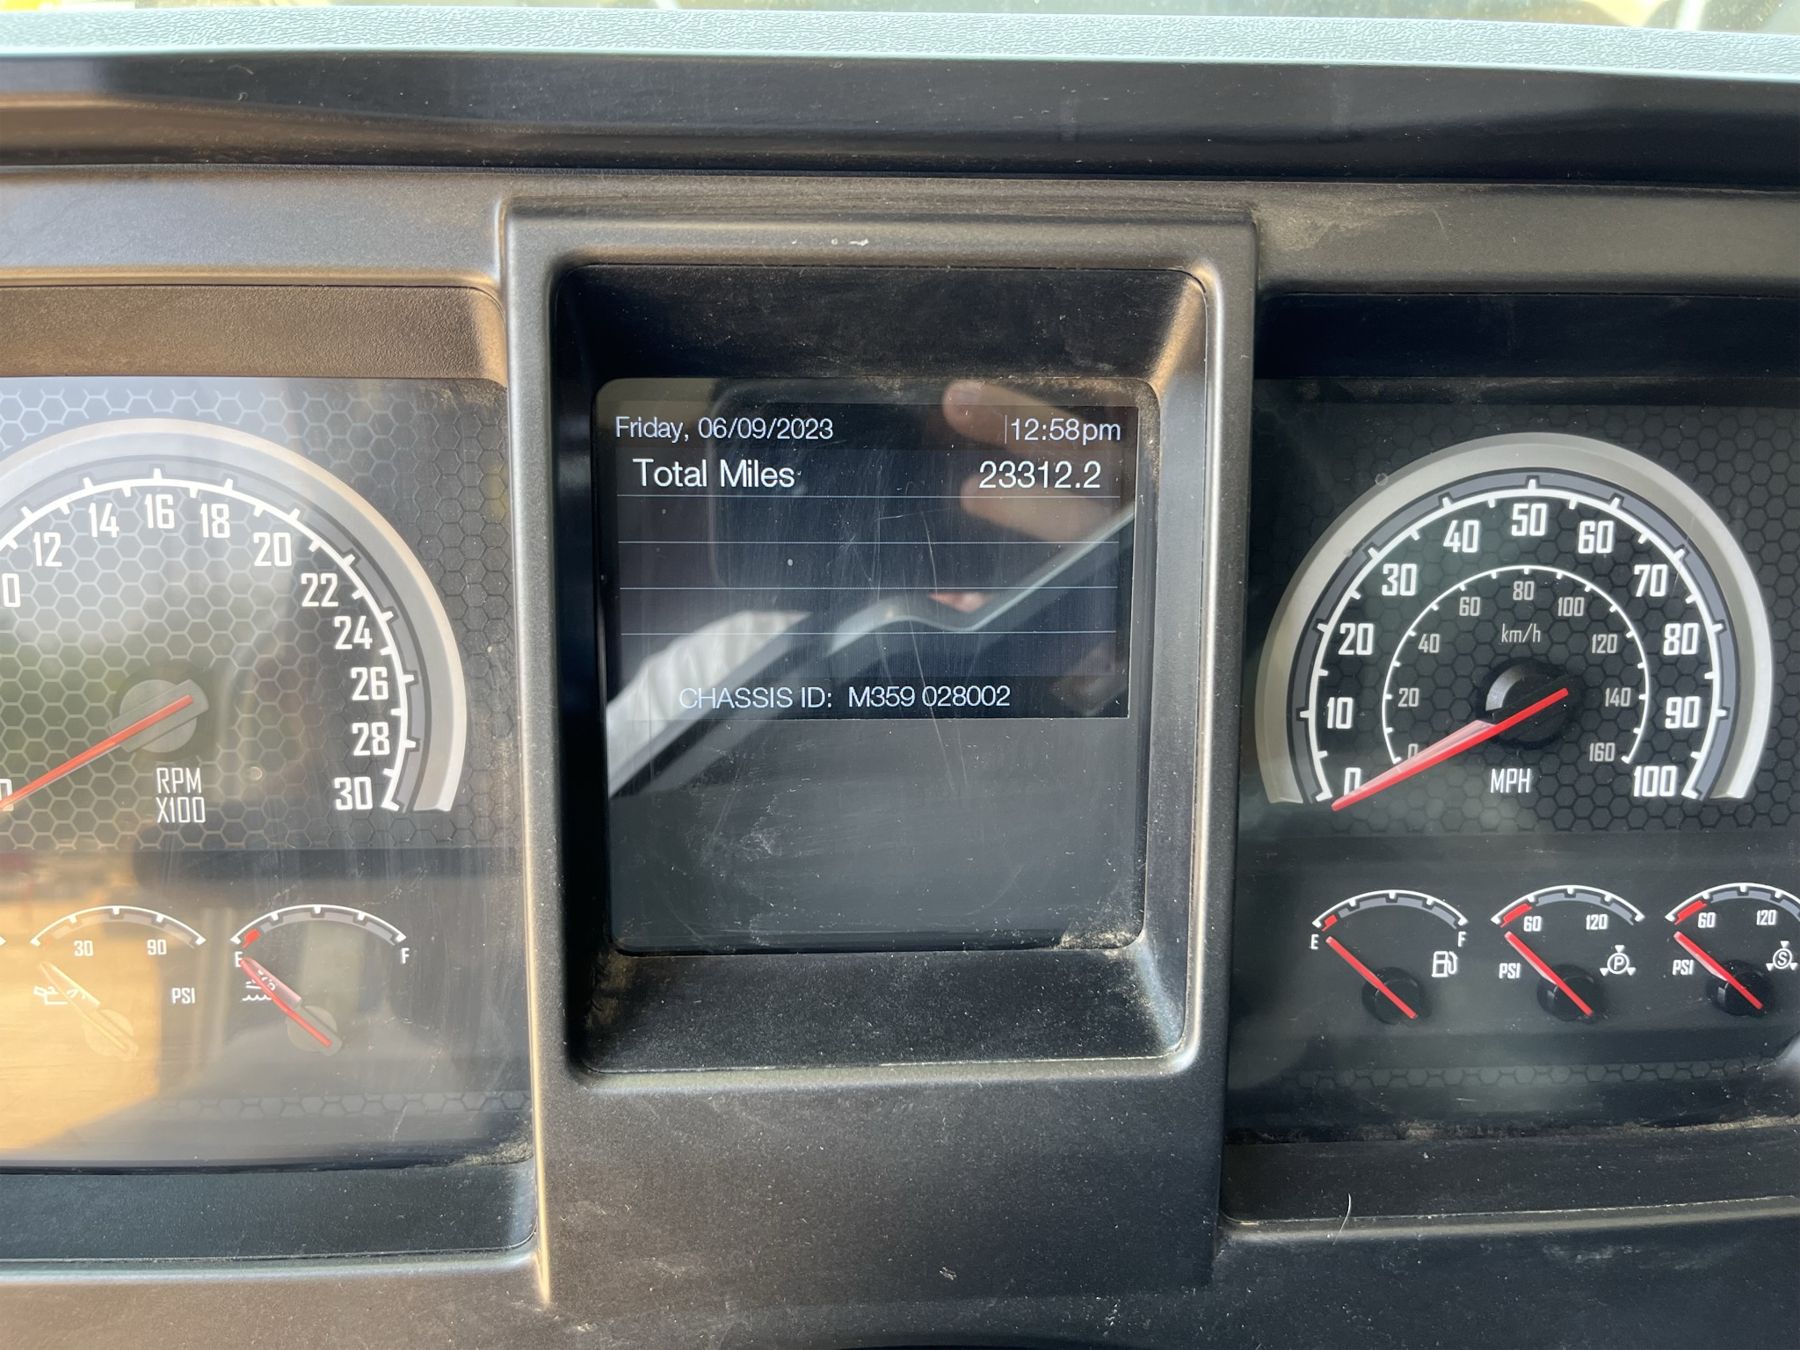 Friday, 06/09/2023 12:58pm
Total Miles 23312.2
CHASSIS ID: M359 028002
0 12 14 16 18 20 22 24 26 28 30
RPM
X100
30 90
PSI
E F
0 10 20 30 40 50 60 70 80 90 100
0 20 40 60 80 100 120 140 160
km/h
MPH
E F
60 120
PSI
P
60 120
PSI
S